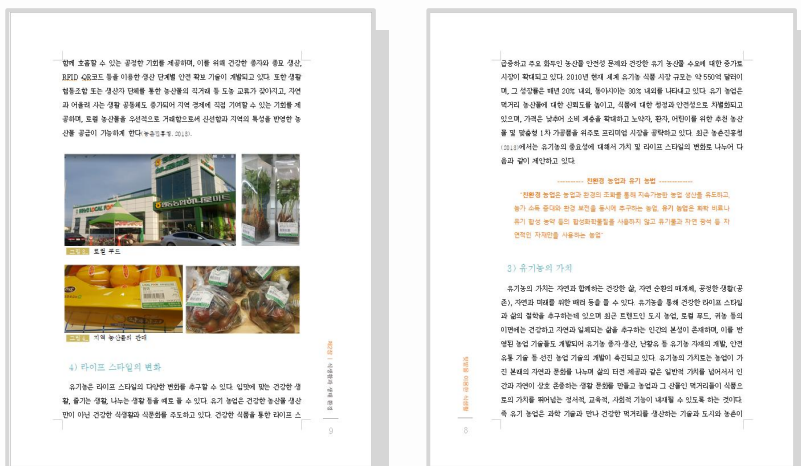 함께 호흡할 수 있는 공정한 기회를 제공하며, 이를 위해 건강한 종자와 종묘 생산,
RFID ·QR코드 등을 이용한 생산 단계별 안전 확보 기술이 개발되고 있다. 또한 생활
협동조합 또는 생산자 단체를 통한 농산물의 직거래 등 도농 교류가 잦아지고, 자연
과 어울려 사는 생활 공동체도 증가되어 지역 경제에 직접 기여할 수 있는 기회를 제
공하며, 로컬 농산물을 우선적으로 거래함으로써 신선함과 지역의 특성을 반영한 농
산물 공급이 가능하게 한다(농촌진흥청, 2013).
로컬 푸드
지역 농산물의 판매
4) 라이프 스타일의 변화
유기농은 라이프 스타일의 다양한 변화를 추구할 수 있다. 입맛에 맞는 건강한 생
활, 즐기는 생활, 나누는 생활 등을 예로 들 수 있다. 유기 농업은 건강한 농산물 생산
만이 아닌 건강한 식생활과 식문화를 주도하고 있다. 건강한 식품을 통한 라이프 스
식생활과 생태 환경
9
급증하고 주요 화두인 농산물 안전성 문제와 건강한 유기 농산물 수요에 대한 증가로
시장이 확대되고 있다. 2010년 현재 세계 유기농 식품 시장 규모는 약 550억 달러이
며, 그 성장률은 매년 20% 내외, 동아시아는 30% 내외를 나타내고 있다. 유기 농업은
먹거리 농산물에 대한 신뢰도를 높이고, 식품에 대한 청정과 안전성으로 차별화되고
있으며, 가격은 낮추어 소비 계층을 확대하고 노약자, 환자, 어린이를 위한 추천 농산
물 및 맞춤형 1차 가공품을 위주로 프리미엄 시장을 공략하고 있다. 최근 농촌진흥청
(2013)에서는 유기농의 중요성에 대해서 가치 및 라이프 스타일의 변화로 나누어 다
음과 같이 제안하고 있다.
친환경 농업과 유기 농법
"친환경 농업은 농업과 환경의 조화를 통해 지속가능한 농업 생산을 유도하고,
농가 소득 증대와 환경 보전을 동시에 추구하는 농업, 유기 농업은 화학 비료나
유기 합성 농약 등의 합성화학물질을 사용하지 않고 유기물과 자연 광석 등 자
연적인 자재만을 사용하는 농업"
3) 유기농의 가치
유기농의 가치는 자연과 함께하는 건강한 삶, 자연 순환의 매개체, 공정한 생활(공
존), 자연과 미래를 위한 배려 등을 들 수 있다. 유기농을 통해 건강한 라이프 스타일
과 삶의 철학을 추구하는데 있으며 최근 트렌드인 도시 농업, 로컬 푸드, 귀농 등의
이면에는 건강하고 자연과 일체되는 삶을 추구하는 인간의 본성이 존재하며, 이를 반
영된 농업 기술들도 개발되어 유기농 종자 생산, 난황유 등 유기농 자재의 개발, 안전
유통 기술 등 선진 농업 기술의 개발이 촉진되고 있다. 유기농의 가치로는 농업이 가
진 본래의 자연과 문화를 나누며 삶의 터전 제공과 같은 일반적 가치를 넘어서서 인
간과 자연이 상호 존중하는 생활 문화를 만들고 농업과 그 산물인 먹거리들이 식품으
로의 가치를 뛰어넘는 정서적, 교육적, 사회적 기능이 내재될 수 있도록 하는 것이다.
즉 유기 농업은 과학 기술과 만나 건강한 먹거리를 생산하는 기술과 도시와 농촌이
8